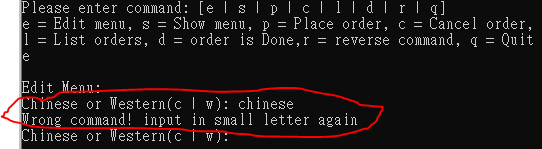 Please enter command: [e | s | p | c | l | d | r | q]
e = Edit menu, s = Show menu, p = Place order, c = Cancel order,
l = List orders, d = order is Done,r = reverse command, q = Quit
e
Edit Menu:
Chinese or Western(c | w): chinese
Wrong command! input in small letter again
Chinese or Western(c | w):